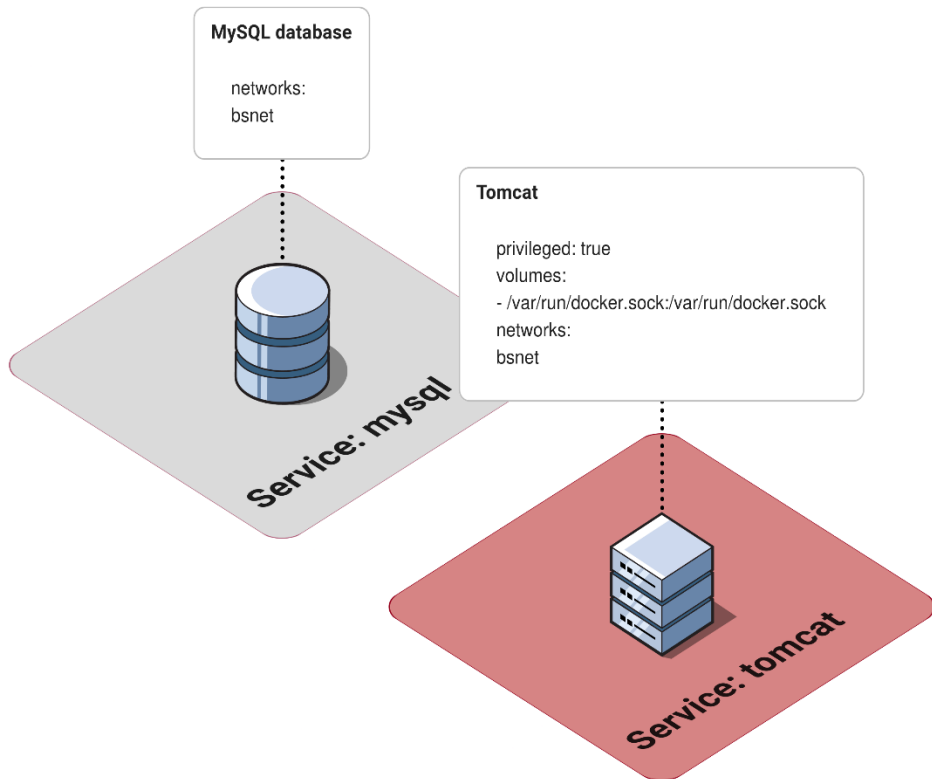 MySQL database
networks:
bsnet
Tomcat
privileged: true
volumes:
- /var/run/docker.sock:/var/run/docker.sock
networks:
bsnet
Service: mysql
Service: tomcat